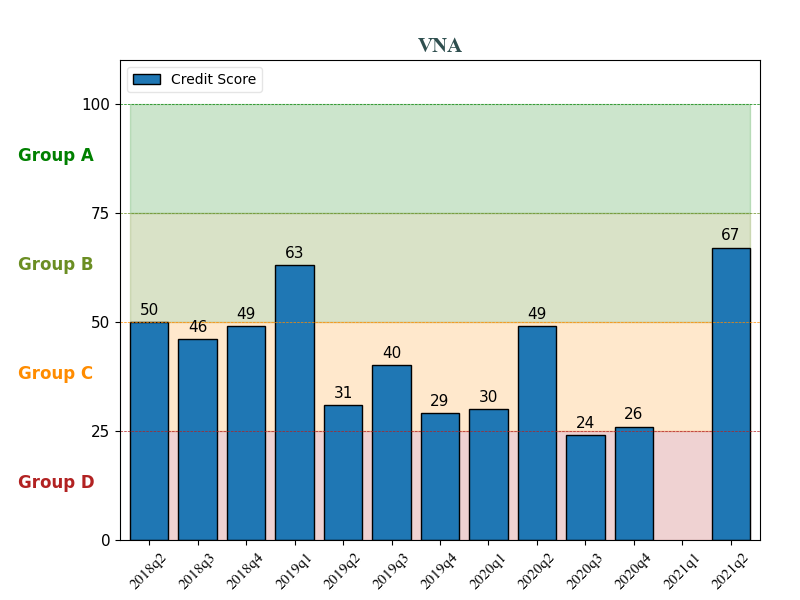 VNA
Credit Score
100
Group A
75
Group B
50
Group C
25
Group D
0
50
46
49
63
31
40
29
30
49
24
26
67
2018q2
2018q3
2018q4
2019q1
2019q2
2019q3
2019q4
2020q1
2020q2
2020q3
2020q4
2021q1
2021q2